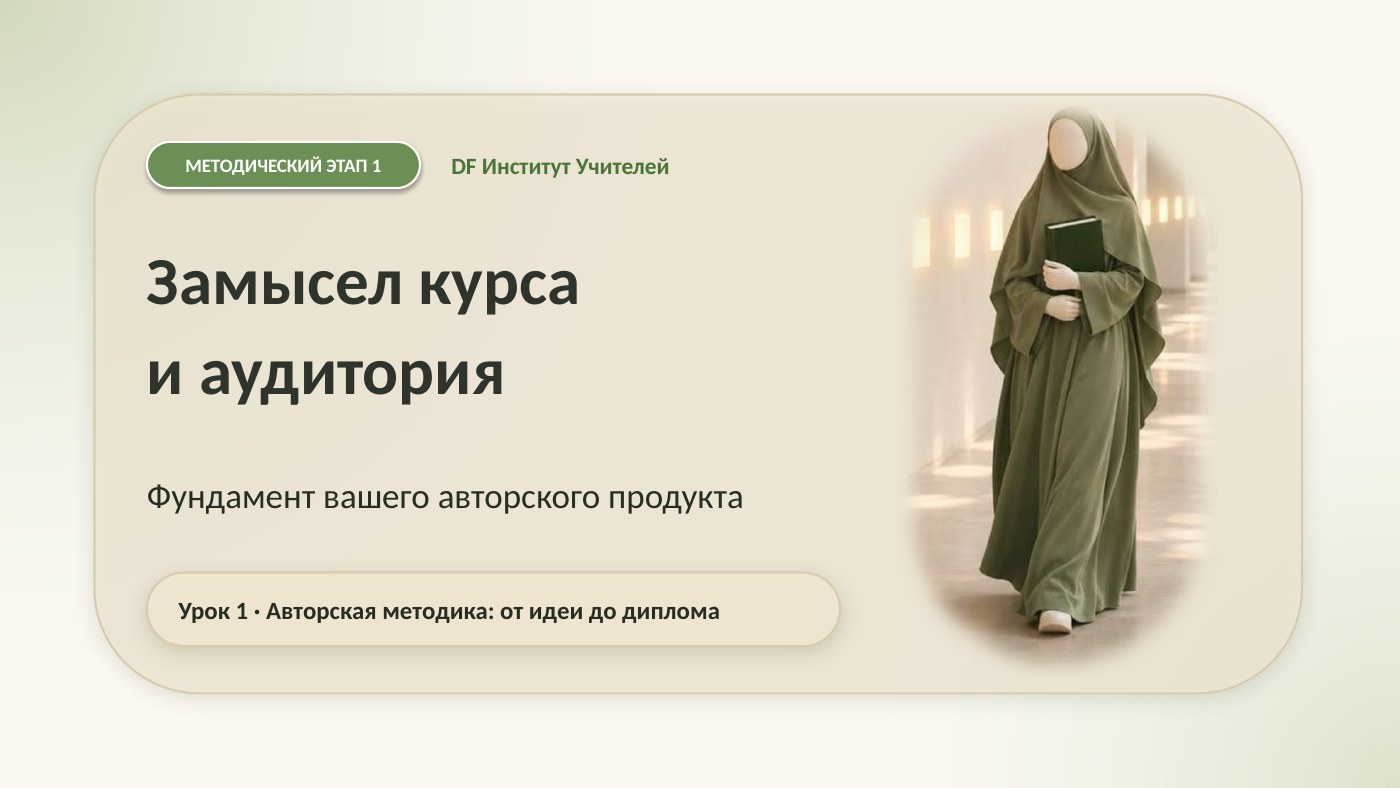 МЕТОДИЧЕСКИЙ ЭТАП 1
DF Институт Учителей
Замысел курса
и аудитория
Фундамент вашего авторского продукта
Урок 1 · Авторская методика: от идеи до диплома